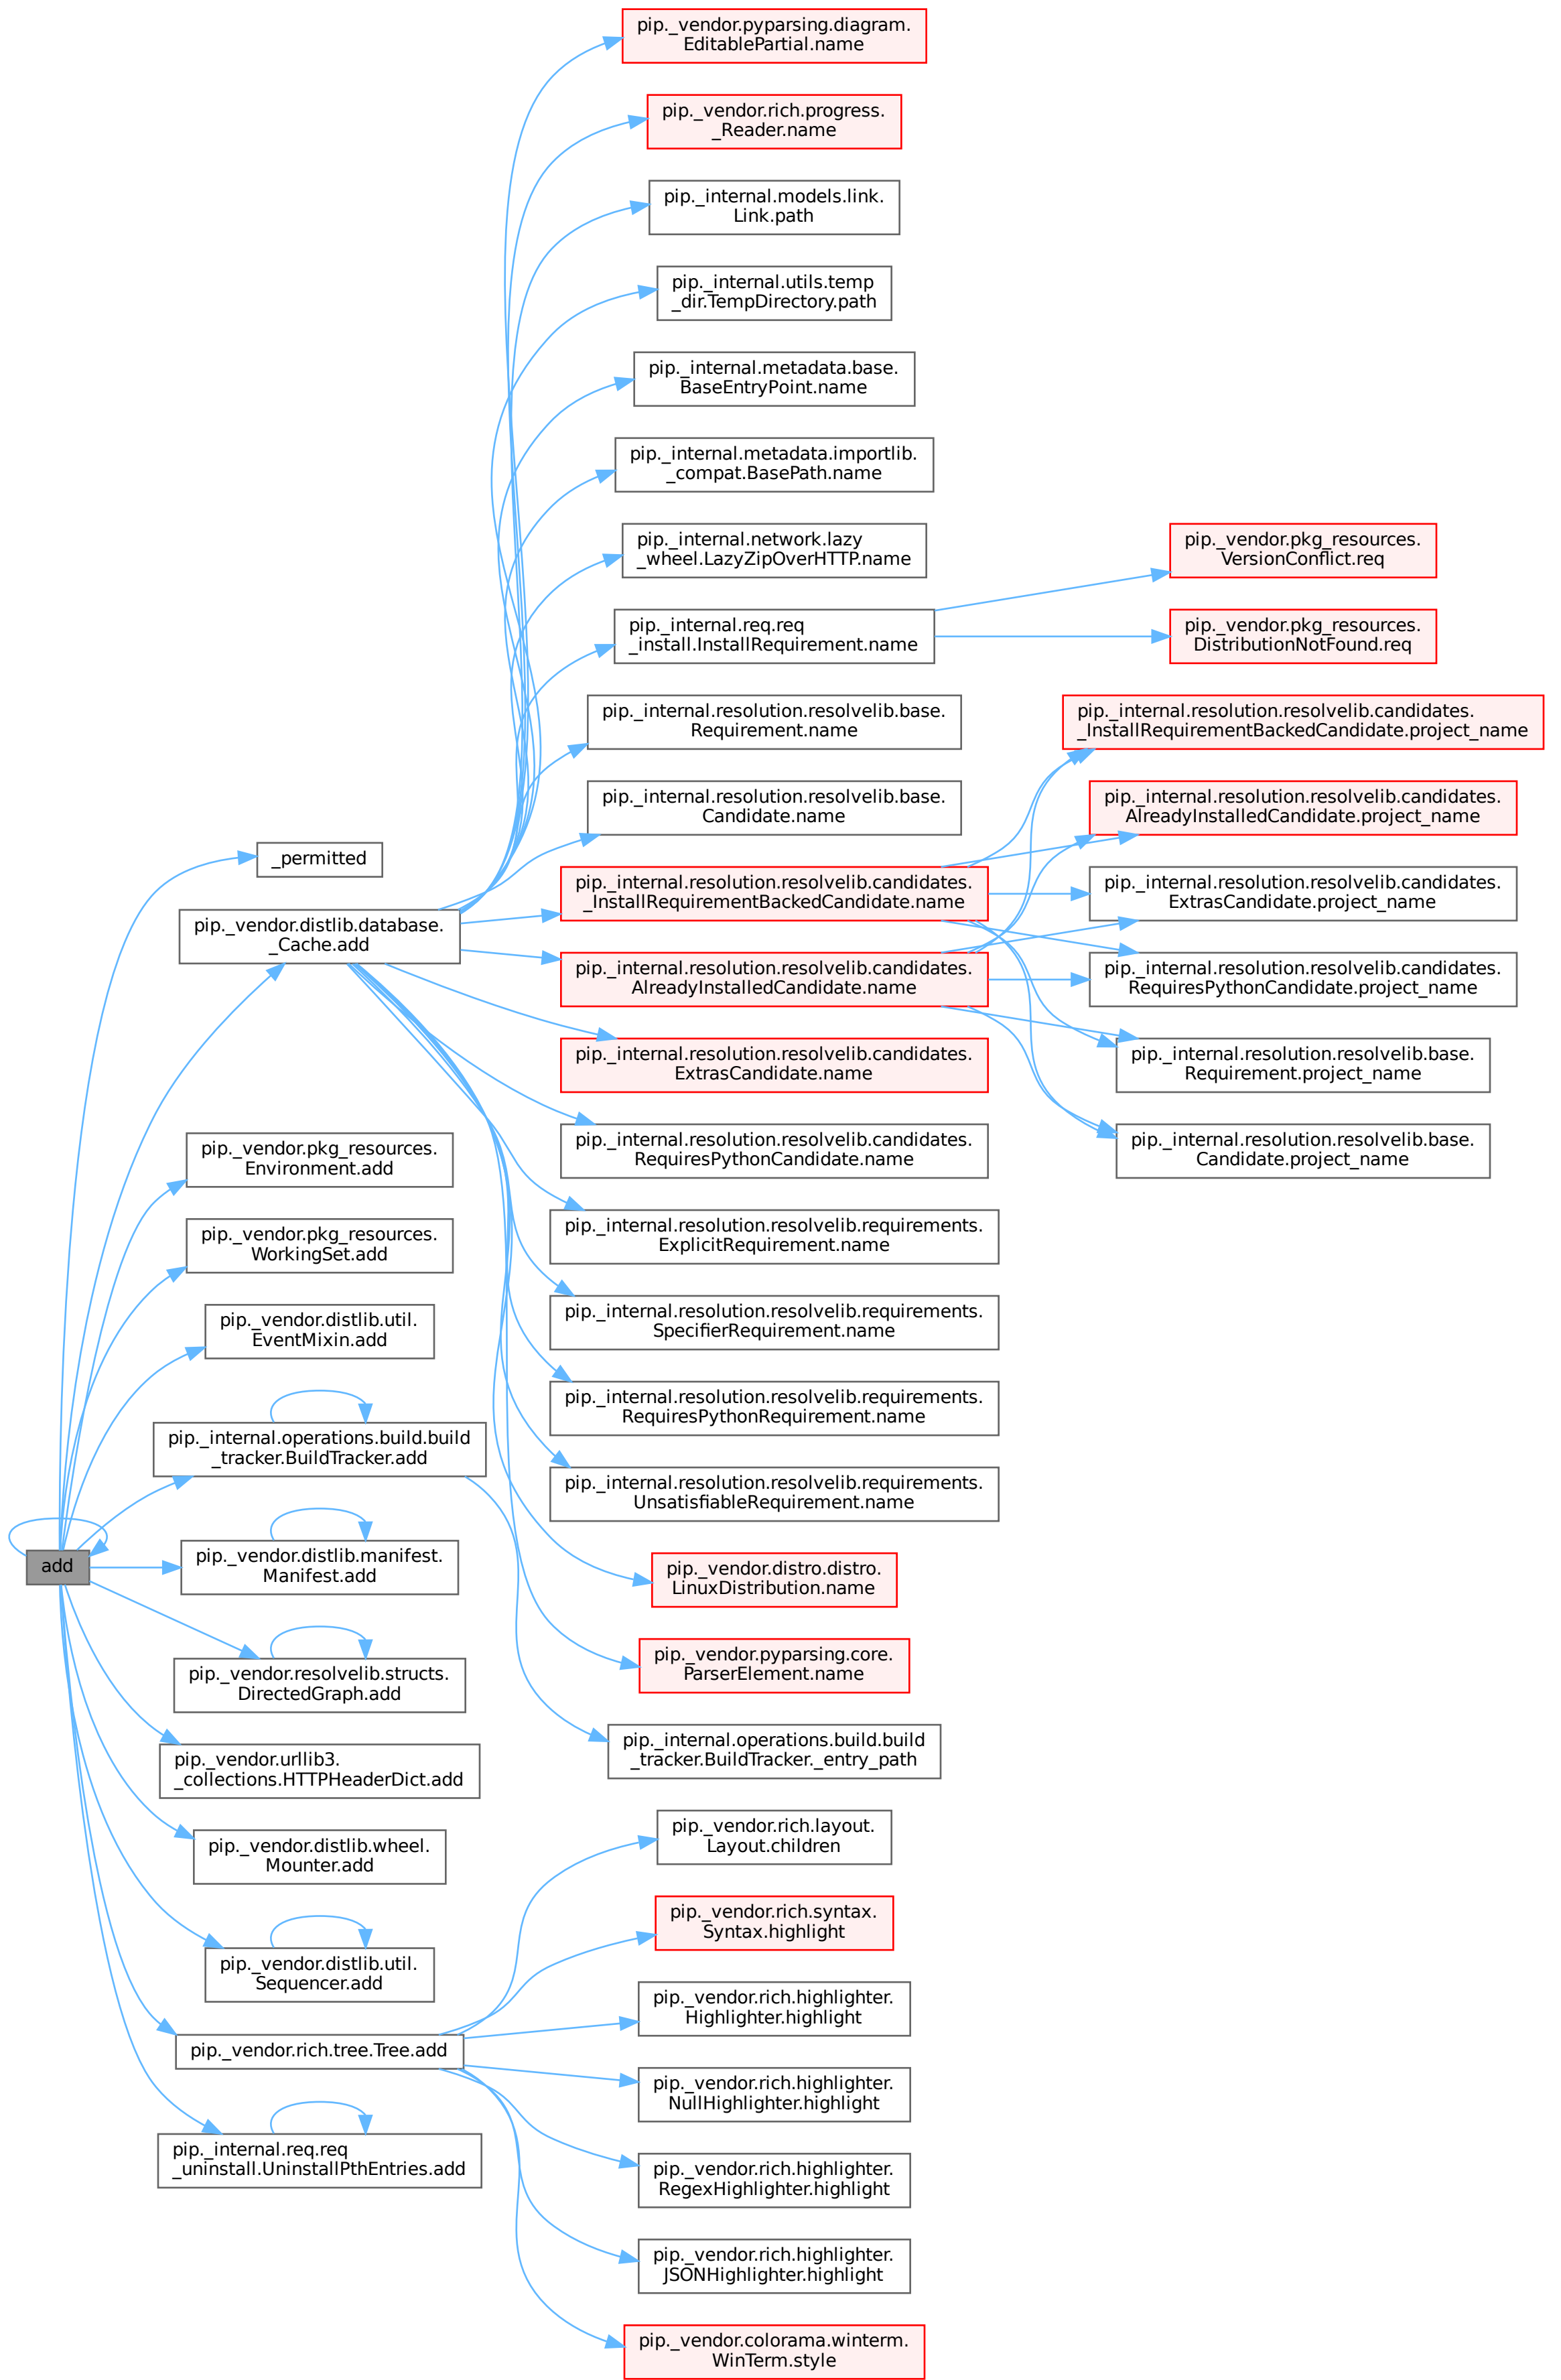 pip._vendor.pyparsing.diagram.
EditablePartial.name
pip._vendor.rich.progress.
_Reader.name
pip._internal.models.link.
Link.path
pip._internal.utils.temp
_dir.TempDirectory.path
pip._internal.metadata.base.
BaseEntryPoint.name
pip._internal.metadata.importlib.
_compat.BasePath.name
pip._internal.network.lazy
_wheel.LazyZipOverHTTP.name
pip._vendor.pkg_resources.
VersionConflict.req
pip._internal.req.req
_install.InstallRequirement.name
pip._vendor.pkg_resources.
DistributionNotFound.req
pip._internal.resolution.resolvelib.base.
Requirement.name
pip._internal.resolution.resolvelib.candidates.
_InstallRequirementBackedCandidate.project_name
pip._internal.resolution.resolvelib.base.
Candidate.name
pip._internal.resolution.resolvelib.candidates.
AlreadyInstalledCandidate.project_name
_permitted
pip._internal.resolution.resolvelib.candidates.
_InstallRequirementBackedCandidate.name
pip._internal.resolution.resolvelib.candidates.
ExtrasCandidate.project_name
pip._vendor.distlib.database.
_Cache.add
pip._internal.resolution.resolvelib.candidates.
AlreadyInstalledCandidate.name
pip._internal.resolution.resolvelib.candidates.
RequiresPythonCandidate.project_name
pip._internal.resolution.resolvelib.candidates.
ExtrasCandidate.name
pip._internal.resolution.resolvelib.base.
Requirement.project_name
pip._vendor.pkg_resources.
Environment.add
pip._internal.resolution.resolvelib.candidates.
RequiresPythonCandidate.name
pip._internal.resolution.resolvelib.base.
Candidate.project_name
pip._vendor.pkg_resources.
WorkingSet.add
pip._internal.resolution.resolvelib.requirements.
ExplicitRequirement.name
pip._vendor.distlib.util.
EventMixin.add
pip._internal.resolution.resolvelib.requirements.
SpecifierRequirement.name
pip._internal.operations.build.build
_tracker.BuildTracker.add
pip._internal.resolution.resolvelib.requirements.
RequiresPythonRequirement.name
pip._internal.resolution.resolvelib.requirements.
UnsatisfiableRequirement.name
add
pip._vendor.distlib.manifest.
Manifest.add
pip._vendor.distro.distro.
LinuxDistribution.name
pip._vendor.resolvelib.structs.
DirectedGraph.add
pip._vendor.pyparsing.core.
ParserElement.name
pip._vendor.urllib3.
_collections.HTTPHeaderDict.add
pip._internal.operations.build.build
_tracker.BuildTracker._entry_path
pip._vendor.distlib.wheel.
Mounter.add
pip._vendor.rich.layout.
Layout.children
pip._vendor.distlib.util.
Sequencer.add
pip._vendor.rich.syntax.
Syntax.highlight
pip._vendor.rich.tree.Tree.add
pip._vendor.rich.highlighter.
Highlighter.highlight
pip._vendor.rich.highlighter.
NullHighlighter.highlight
pip._internal.req.req
_uninstall.UninstallPthEntries.add
pip._vendor.rich.highlighter.
RegexHighlighter.highlight
pip._vendor.rich.highlighter.
JSONHighlighter.highlight
pip._vendor.colorama.winterm.
WinTerm.style